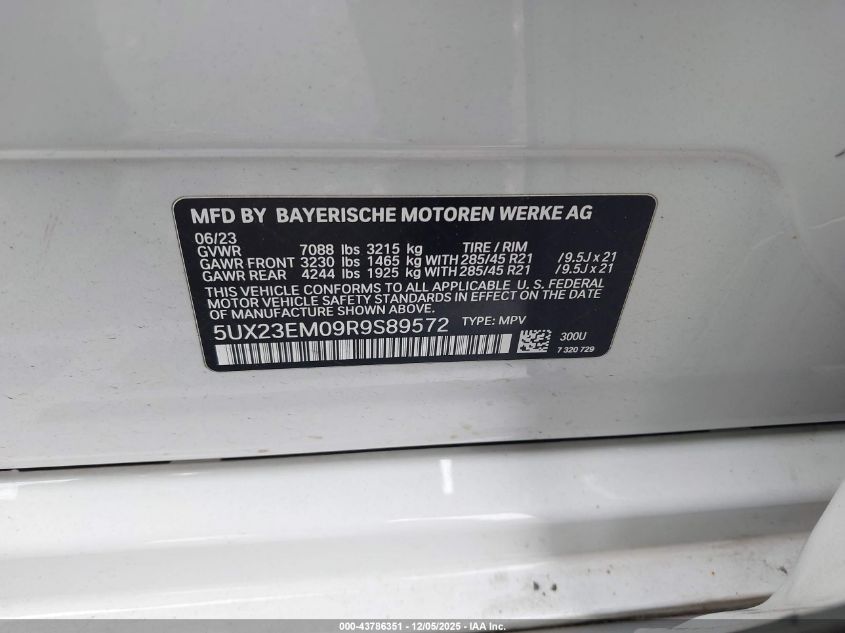 MFD BY BAYERISCHE MOTOREN WERKE AG
06/23
GVWR 7088 lbs 3215 kg TIRE / RIM
GAWR FRONT 3230 lbs 1465 kg WITH 285/45 R21 / 9.5J x 21
GAWR REAR 4244 lbs 1925 kg WITH 285/45 R21 / 9.5J x 21
THIS VEHICLE CONFORMS TO ALL APPLICABLE U. S. FEDERAL
MOTOR VEHICLE SAFETY STANDARDS IN EFFECT ON THE DATE
OF MANUFACTURE SHOWN ABOVE.
5UX23EM09R9S89572 TYPE: MPV
300U
7 320 729
000-43786351 - 12/05/2025 - IAA Inc.